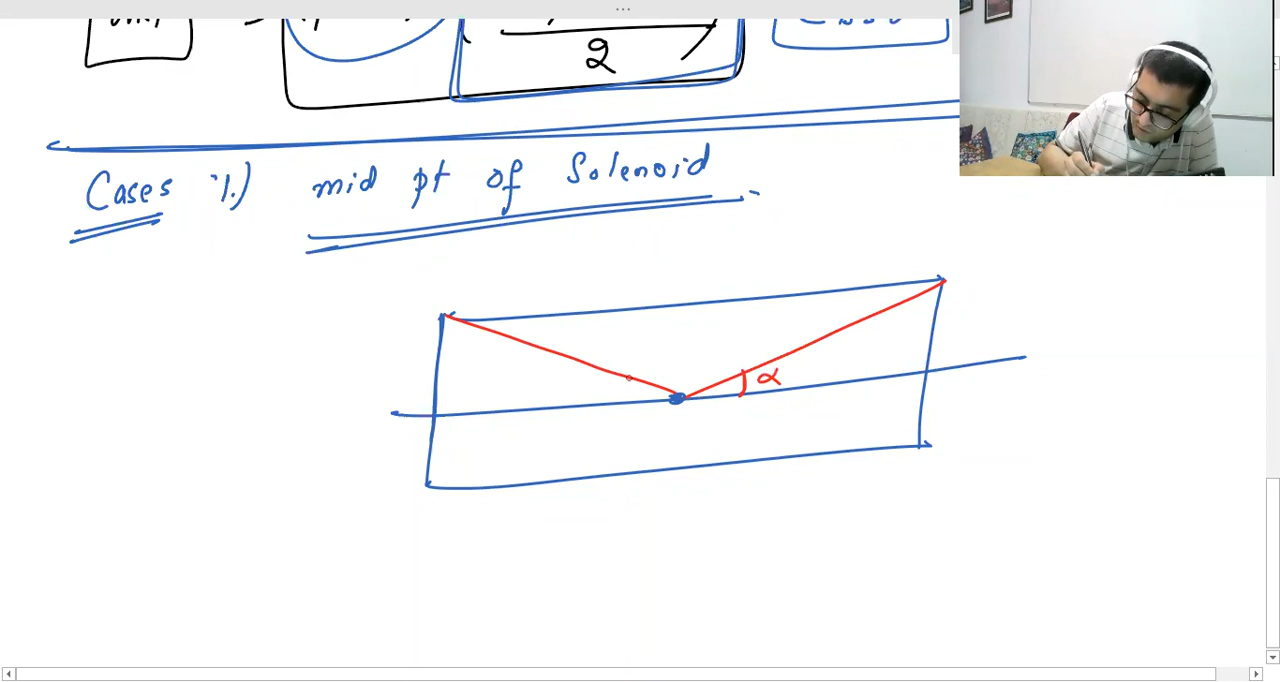 2
Cases 1.) mid pt of Solenoid
α